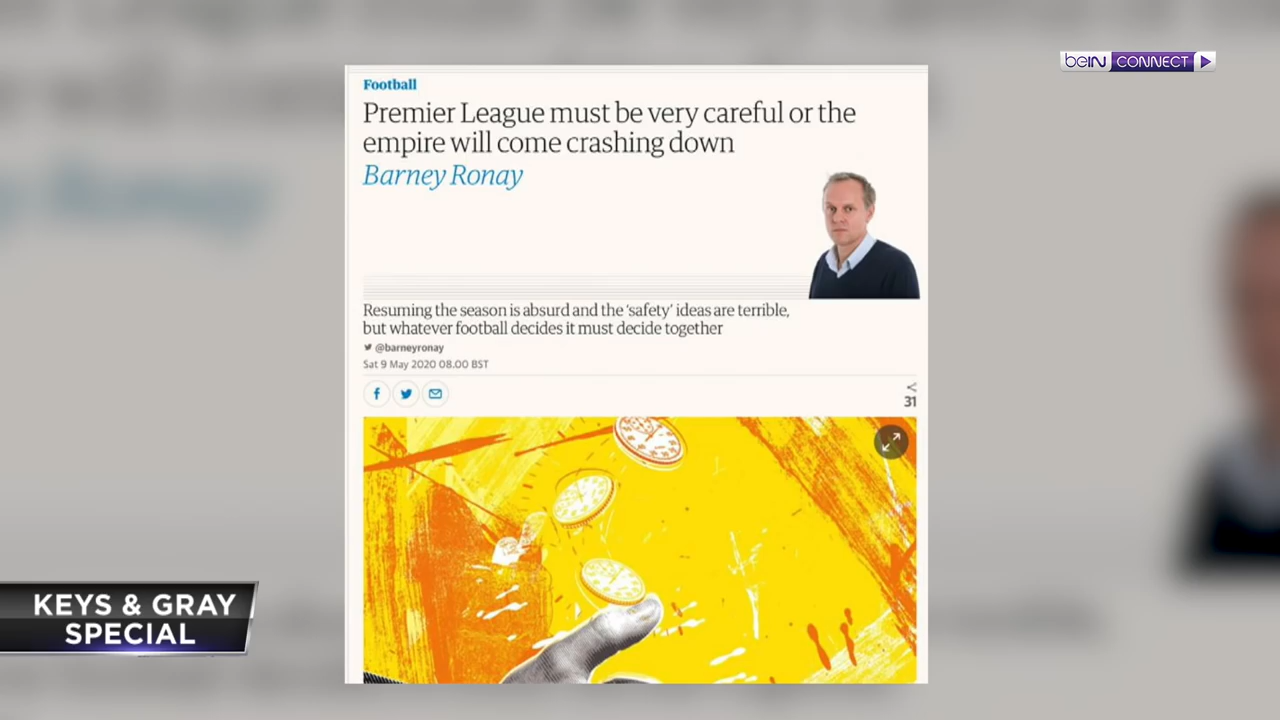 beIN CONNECT
Football
Premier League must be very careful or the
empire will come crashing down
Barney Ronay
Resuming the season is absurd and the ‘safety’ ideas are terrible,
but whatever football decides it must decide together
@barneyronay
Sat 9 May 2020 08.00 BST
31
KEYS & GRAY
SPECIAL